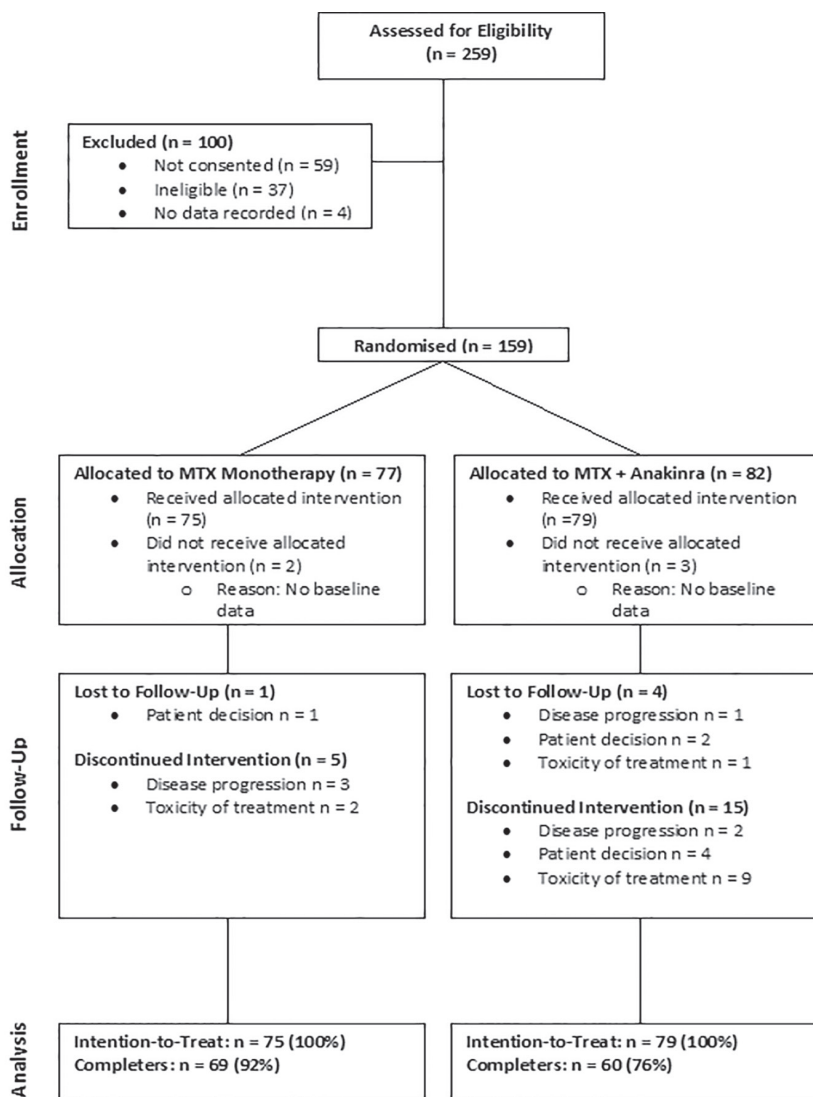 Assessed for Eligibility
(n = 259)
Enrollment
Excluded (n = 100)
• Not consented (n = 59)
• Ineligible (n = 37)
• No data recorded (n = 4)
Randomised (n = 159)
Allocation
Allocated to MTX Monotherapy (n = 77)
• Received allocated intervention
(n = 75)
• Did not receive allocated
intervention (n = 2)
o Reason: No baseline
data
Allocated to MTX + Anakinra (n = 82)
• Received allocated intervention
(n =79)
• Did not receive allocated
intervention (n = 3)
o Reason: No baseline
data
Follow-Up
Lost to Follow-Up (n = 1)
• Patient decision n = 1
Discontinued Intervention (n = 5)
• Disease progression n = 3
• Toxicity of treatment n = 2
Lost to Follow-Up (n = 4)
• Disease progression n = 1
• Patient decision n = 2
• Toxicity of treatment n = 1
Discontinued Intervention (n = 15)
• Disease progression n = 2
• Patient decision n = 4
• Toxicity of treatment n = 9
Analysis
Intention-to-Treat: n = 75 (100%)
Completers: n = 69 (92%)
Intention-to-Treat: n = 79 (100%)
Completers: n = 60 (76%)